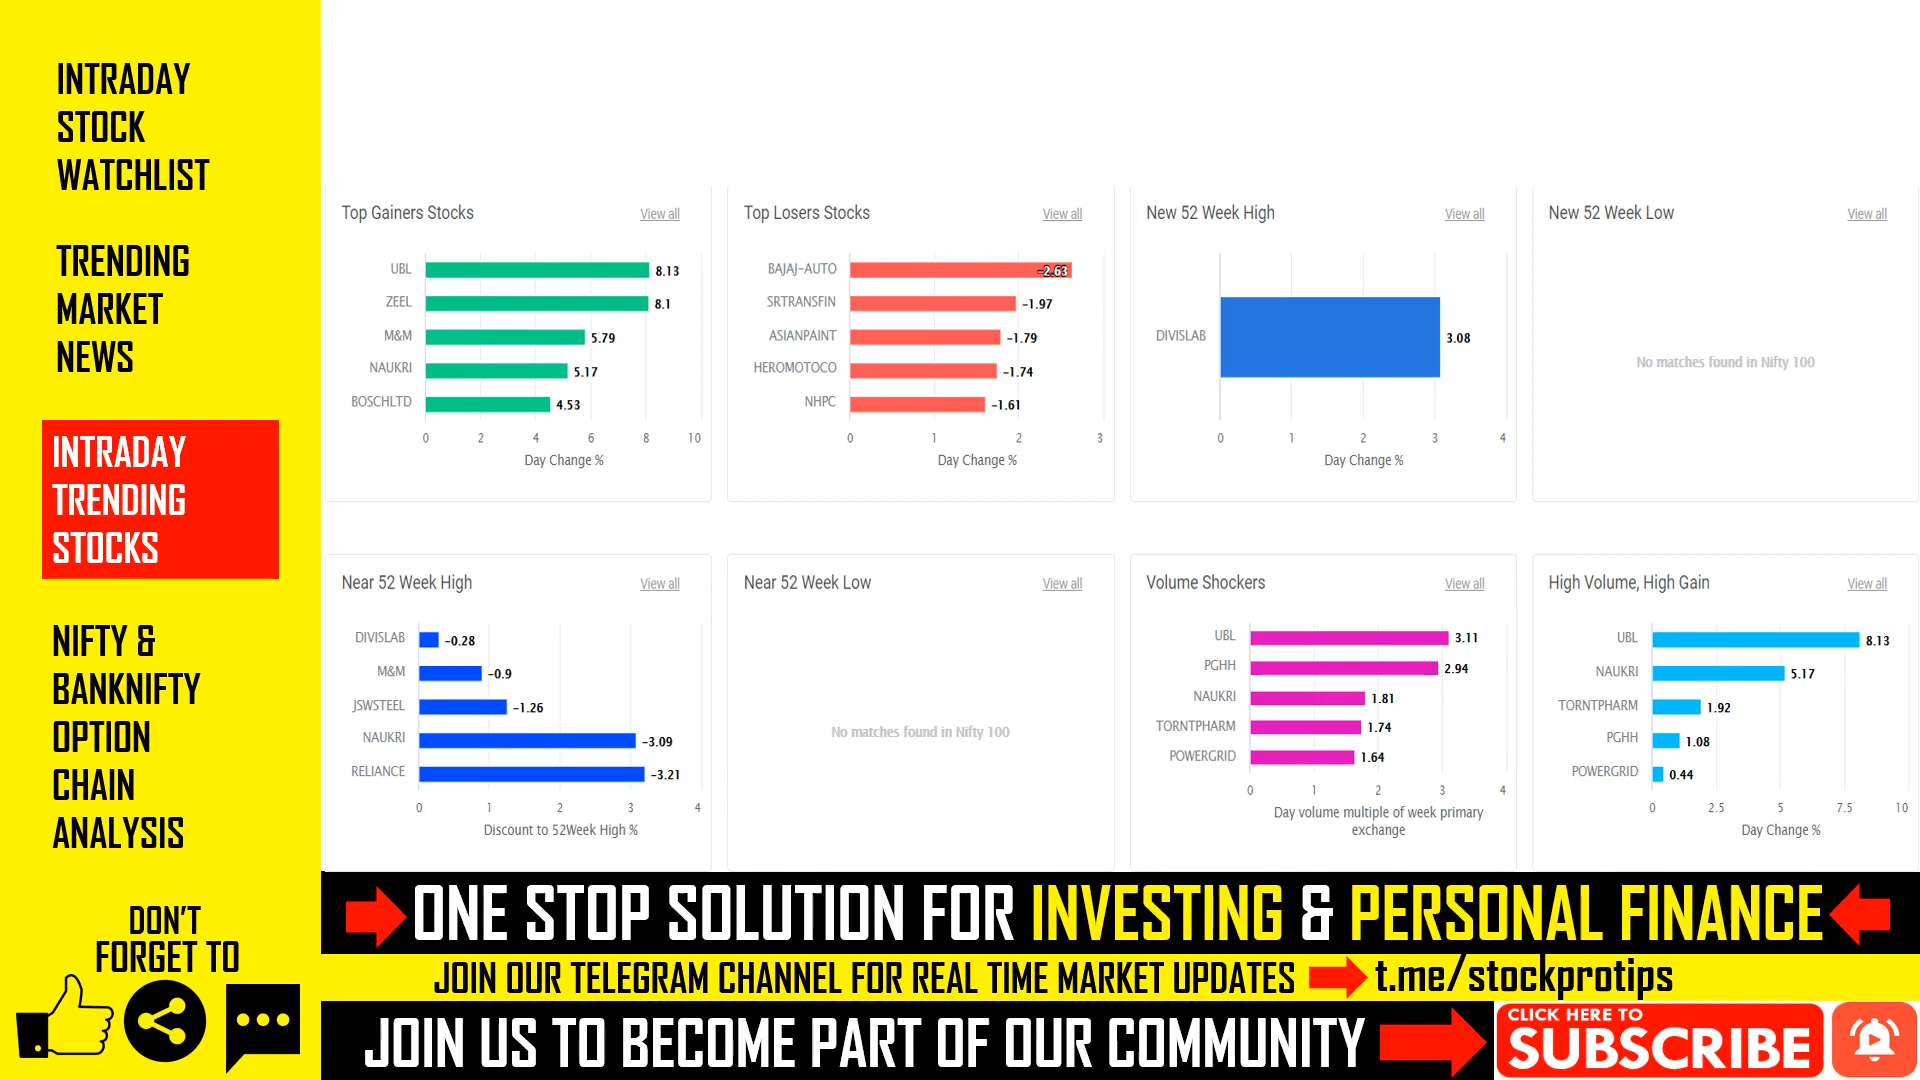 INTRADAY
STOCK
WATCHLIST
TRENDING
MARKET
NEWS
INTRADAY
TRENDING
STOCKS
NIFTY &
BANKNIFTY
OPTION
CHAIN
ANALYSIS
DON'T
FORGET TO
Top Gainers Stocks View all
UBL 8.13
ZEEL 8.1
M&M 5.79
NAUKRI 5.17
BOSCHLTD 4.53
0 2 4 6 8 10
Day Change %
Top Losers Stocks View all
BAJAJ-AUTO -2.63
SRTRANSFIN -1.97
ASIANPAINT -1.79
HEROMOTOCO -1.74
NHPC -1.61
0 1 2 3
Day Change %
New 52 Week High View all
DIVISLAB 3.08
0 1 2 3 4
Day Change %
New 52 Week Low View all
No matches found in Nifty 100
Near 52 Week High View all
DIVISLAB -0.28
M&M -0.9
JSWSTEEL -1.26
NAUKRI -3.09
RELIANCE -3.21
0 1 2 3 4
Discount to 52Week High %
Near 52 Week Low View all
No matches found in Nifty 100
Volume Shockers View all
UBL 3.11
PGHH 2.94
NAUKRI 1.81
TORNTPHARM 1.74
POWERGRID 1.64
0 1 2 3 4
Day volume multiple of week primary
exchange
High Volume, High Gain View all
UBL 8.13
NAUKRI 5.17
TORNTPHARM 1.92
PGHH 1.08
POWERGRID 0.44
0 2.5 5 7.5 10
Day Change %
ONE STOP SOLUTION FOR INVESTING & PERSONAL FINANCE
JOIN OUR TELEGRAM CHANNEL FOR REAL TIME MARKET UPDATES t.me/stockprotips
JOIN US TO BECOME PART OF OUR COMMUNITY
CLICK HERE TO
SUBSCRIBE